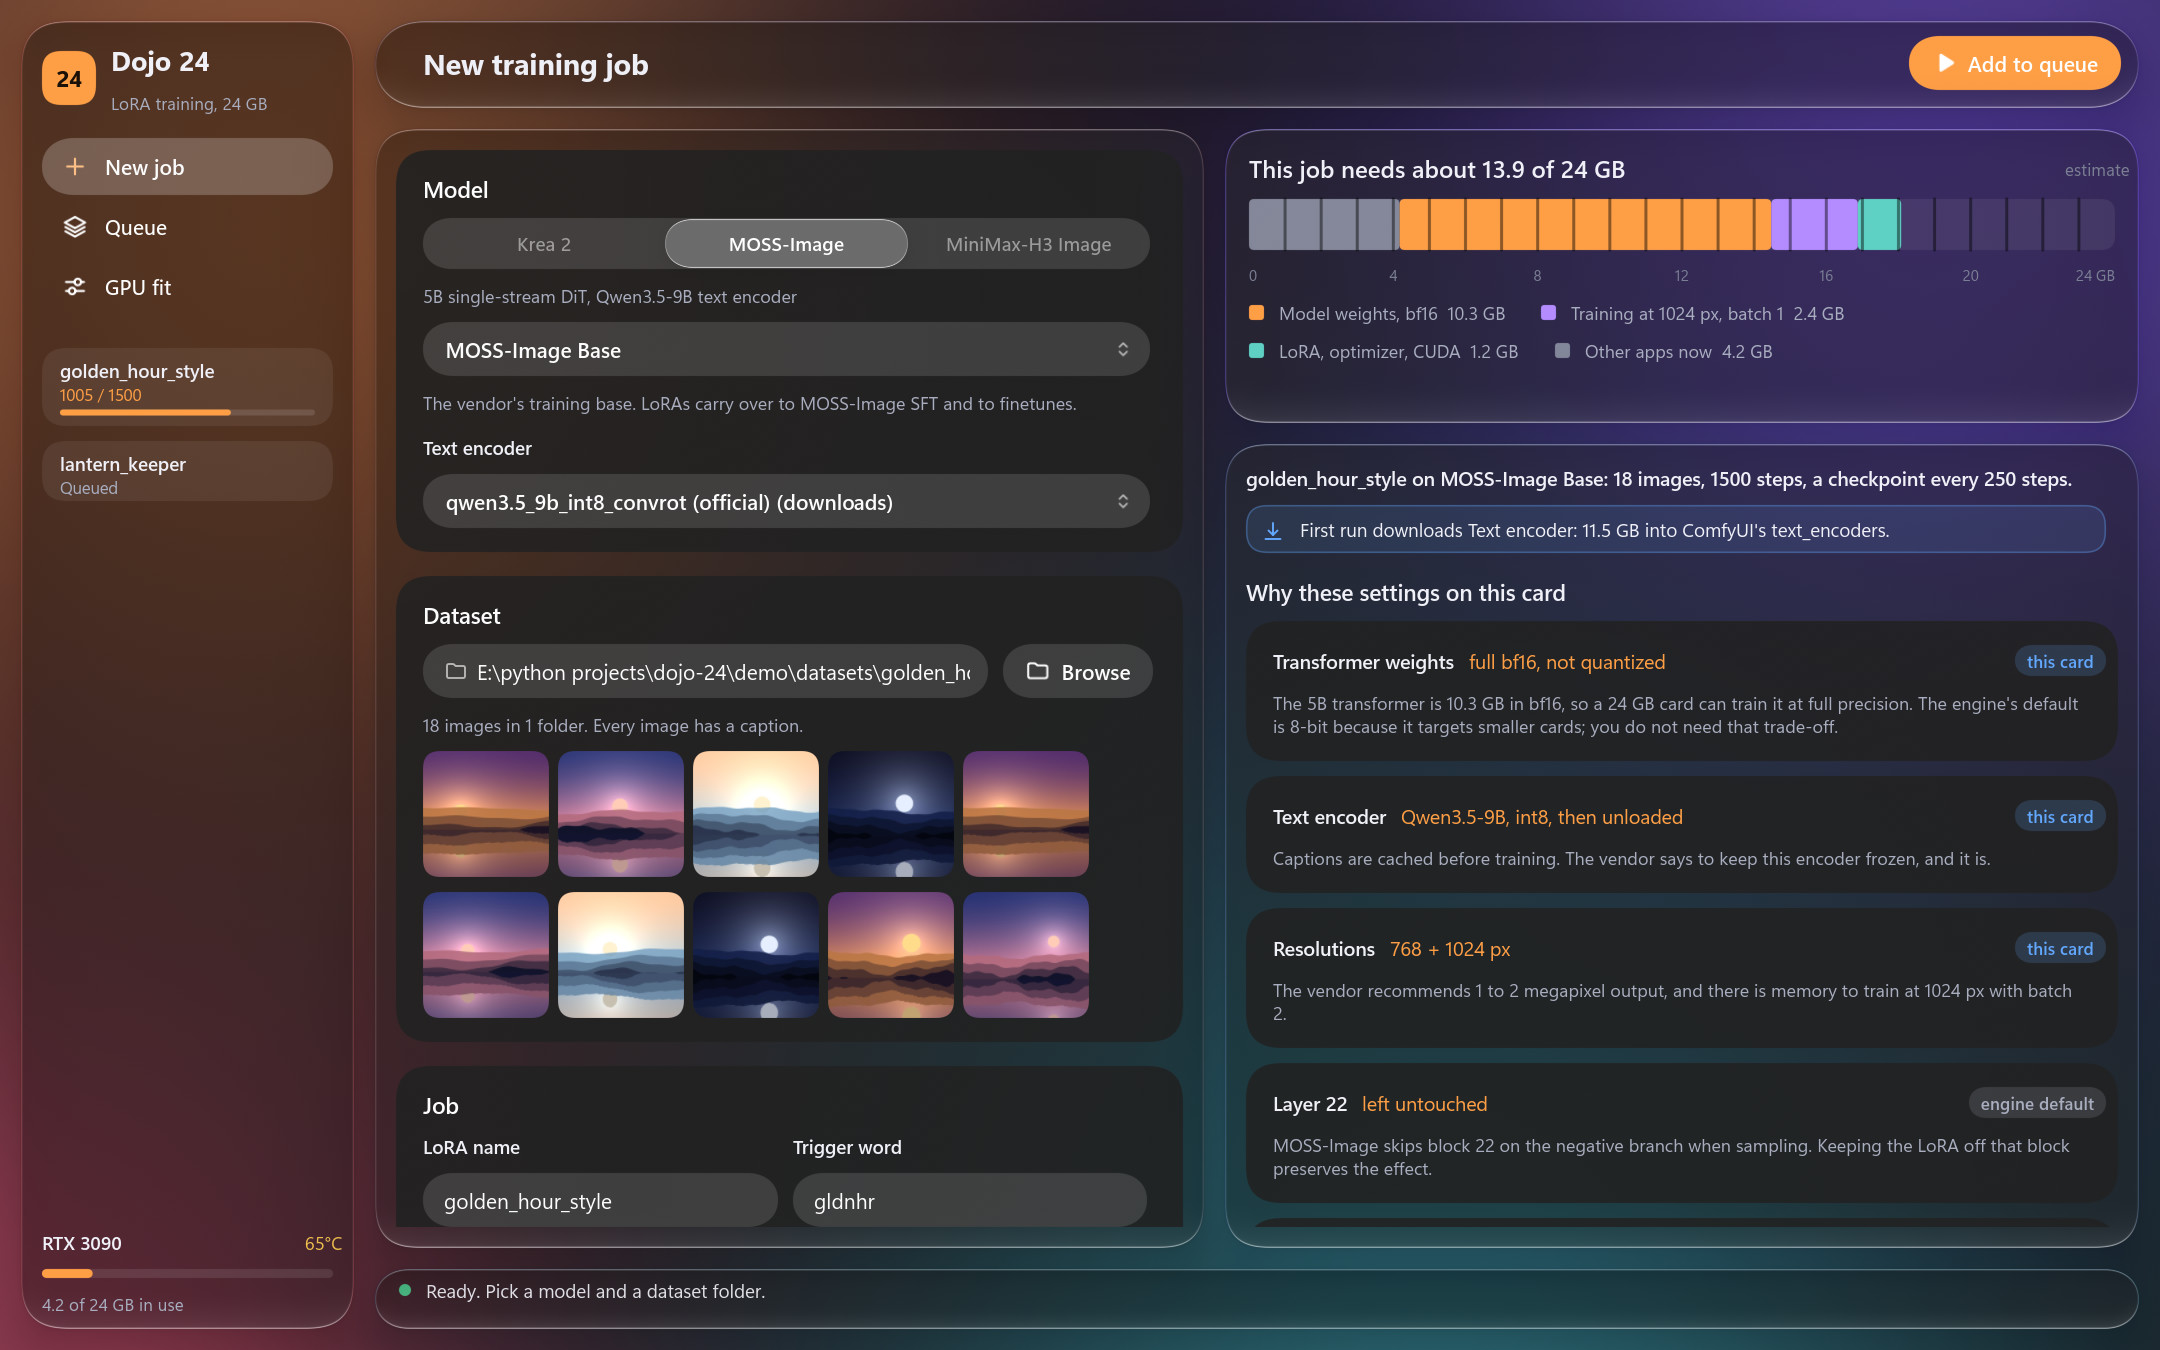 24
Dojo 24
LoRA training, 24 GB
New job
Queue
GPU fit
golden_hour_style
1005 / 1500
lantern_keeper
Queued
RTX 3090
65°C
4.2 of 24 GB in use
New training job
Add to queue
Model
Krea 2
MOSS-Image
MiniMax-H3 Image
5B single-stream DiT, Qwen3.5-9B text encoder
MOSS-Image Base
The vendor's training base. LoRAs carry over to MOSS-Image SFT and to finetunes.
Text encoder
qwen3.5_9b_int8_convrot (official) (downloads)
Dataset
E:\python projects\dojo-24\demo\datasets\golden_ho
Browse
18 images in 1 folder. Every image has a caption.
Job
LoRA name
Trigger word
golden_hour_style
gldnhr
This job needs about 13.9 of 24 GB
estimate
0 4 8 12 16 20 24 GB
Model weights, bf16 10.3 GB
Training at 1024 px, batch 1 2.4 GB
LoRA, optimizer, CUDA 1.2 GB
Other apps now 4.2 GB
golden_hour_style on MOSS-Image Base: 18 images, 1500 steps, a checkpoint every 250 steps.
First run downloads Text encoder: 11.5 GB into ComfyUI's text_encoders.
Why these settings on this card
Transformer weights full bf16, not quantized
this card
The 5B transformer is 10.3 GB in bf16, so a 24 GB card can train it at full precision. The engine's default
is 8-bit because it targets smaller cards; you do not need that trade-off.
Text encoder Qwen3.5-9B, int8, then unloaded
this card
Captions are cached before training. The vendor says to keep this encoder frozen, and it is.
Resolutions 768 + 1024 px
this card
The vendor recommends 1 to 2 megapixel output, and there is memory to train at 1024 px with batch
2.
Layer 22 left untouched
engine default
MOSS-Image skips block 22 on the negative branch when sampling. Keeping the LoRA off that block
preserves the effect.
Ready. Pick a model and a dataset folder.